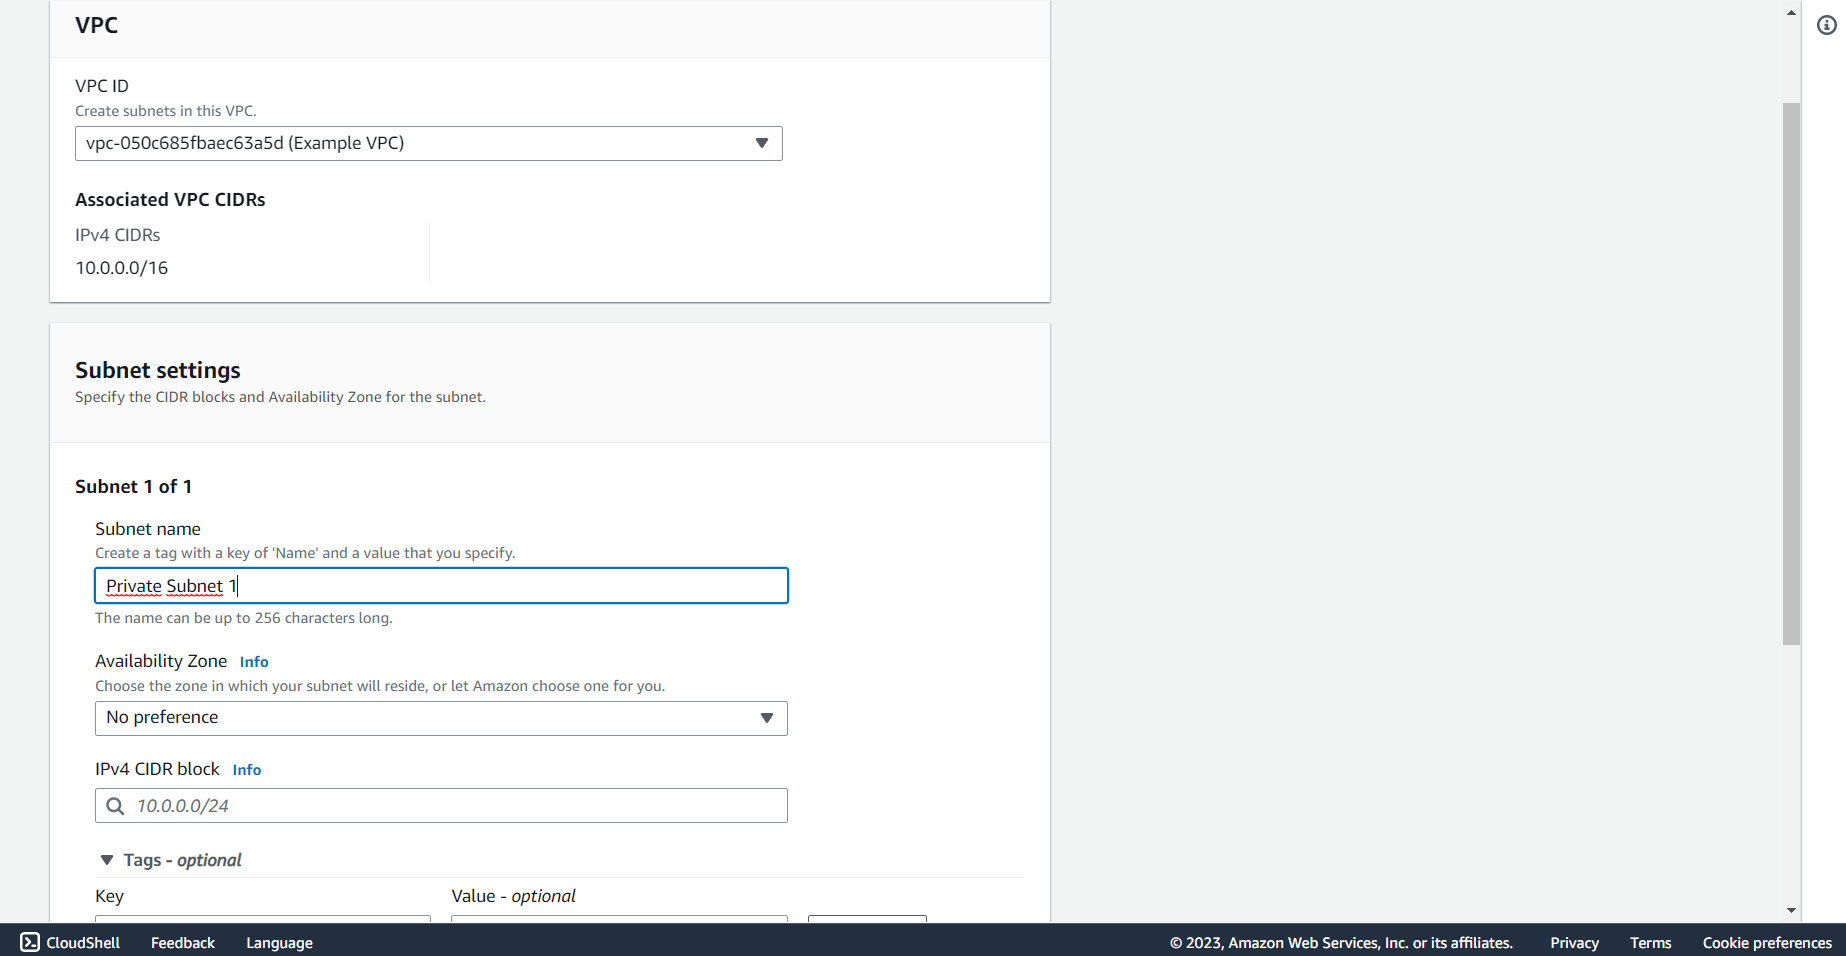 VPC
VPC ID
Create subnets in this VPC.
vpc-050c685fbaec63a5d (Example VPC)
Associated VPC CIDRs
IPv4 CIDRs
10.0.0.0/16
Subnet settings
Specify the CIDR blocks and Availability Zone for the subnet.
Subnet 1 of 1
Subnet name
Create a tag with a key of 'Name' and a value that you specify.
Private Subnet 1
The name can be up to 256 characters long.
Availability Zone Info
Choose the zone in which your subnet will reside, or let Amazon choose one for you.
No preference
IPv4 CIDR block Info
10.0.0.0/24
Tags - optional
Key Value - optional
CloudShell Feedback Language © 2023, Amazon Web Services, Inc. or its affiliates. Privacy Terms Cookie preferences